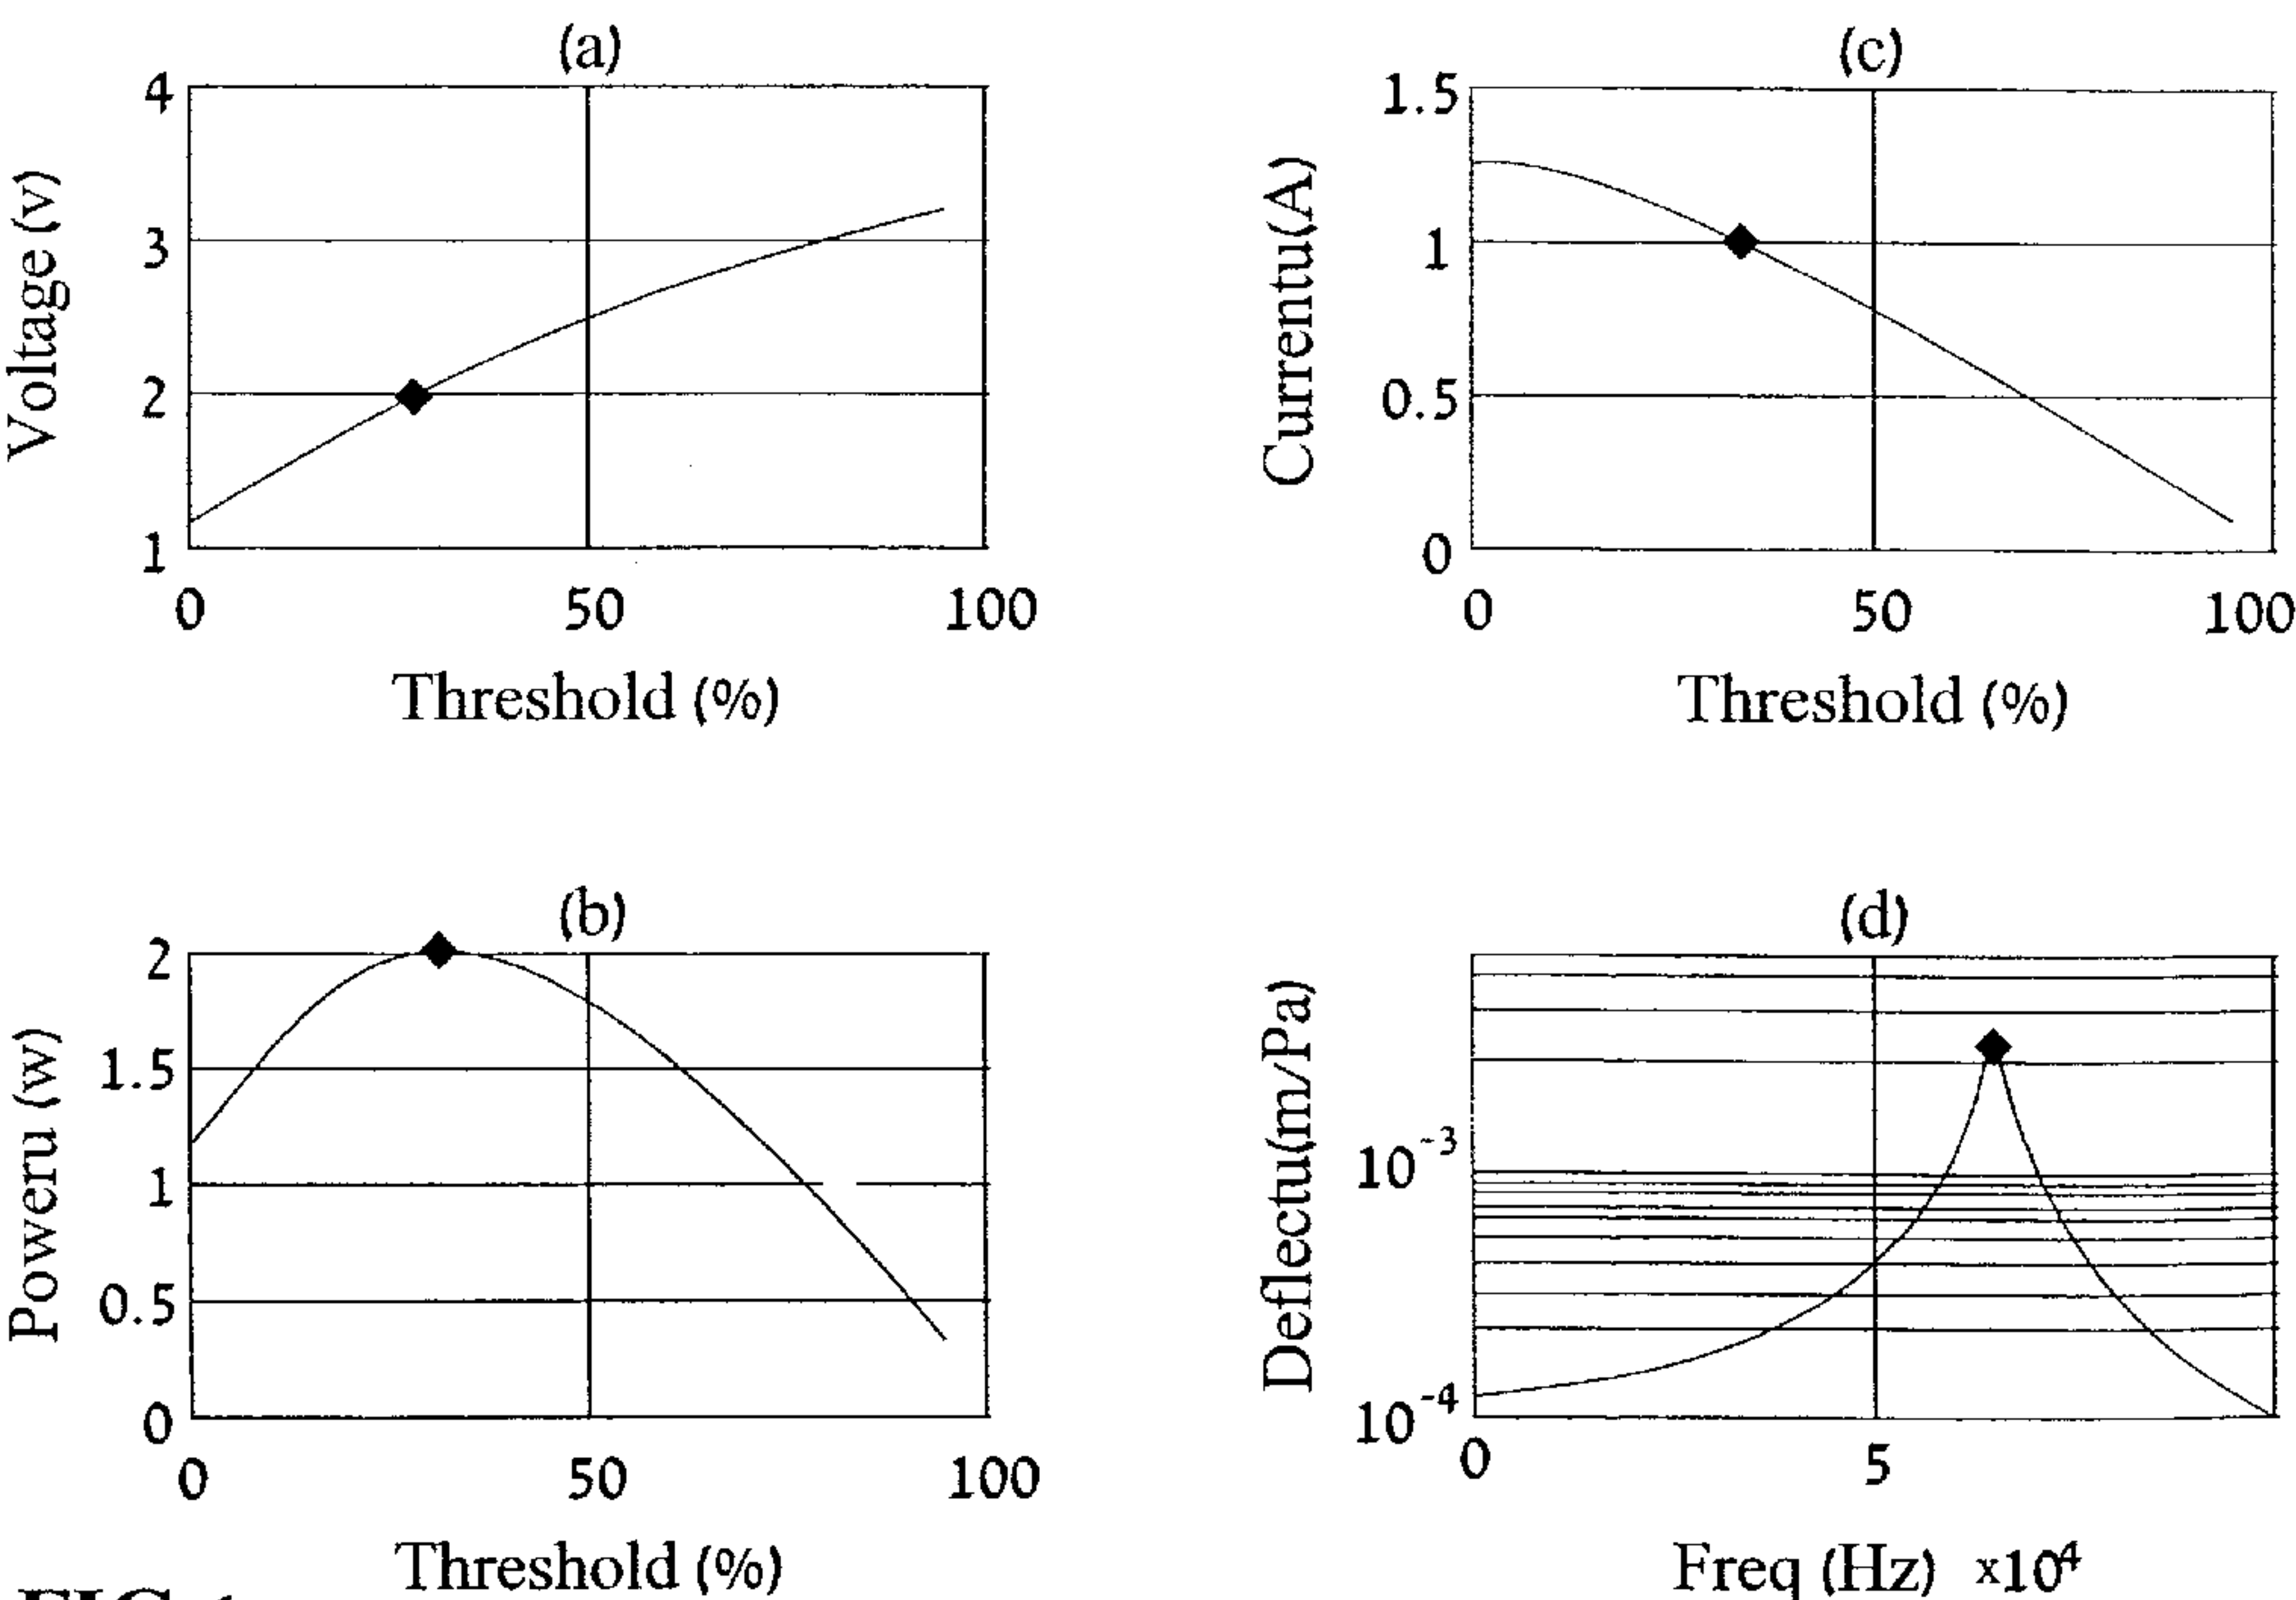 (a)
4
3
2
1
Voltage (v)
0 50 100
Threshold (%)
(c)
1.5
1
0.5
0
Currentu(A)
0 50 100
Threshold (%)
(b)
2
1.5
1
0.5
0
Poweru (w)
0 50 100
Threshold (%)
(d)
10-3
10-4
Deflectu(m/Pa)
0 5
Freq (Hz) x10⁴